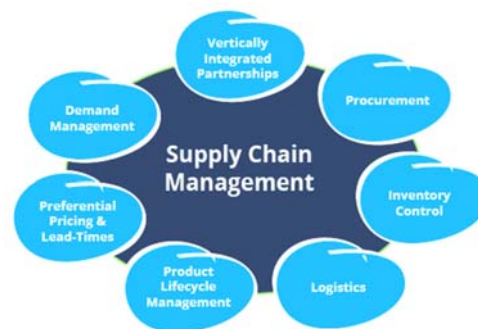 Vertically
Integrated
Partnerships
Demand
Management
Procurement
Supply Chain
Management
Preferential
Pricing &
Lead-Times
Inventory
Control
Product
Lifecycle
Management
Logistics